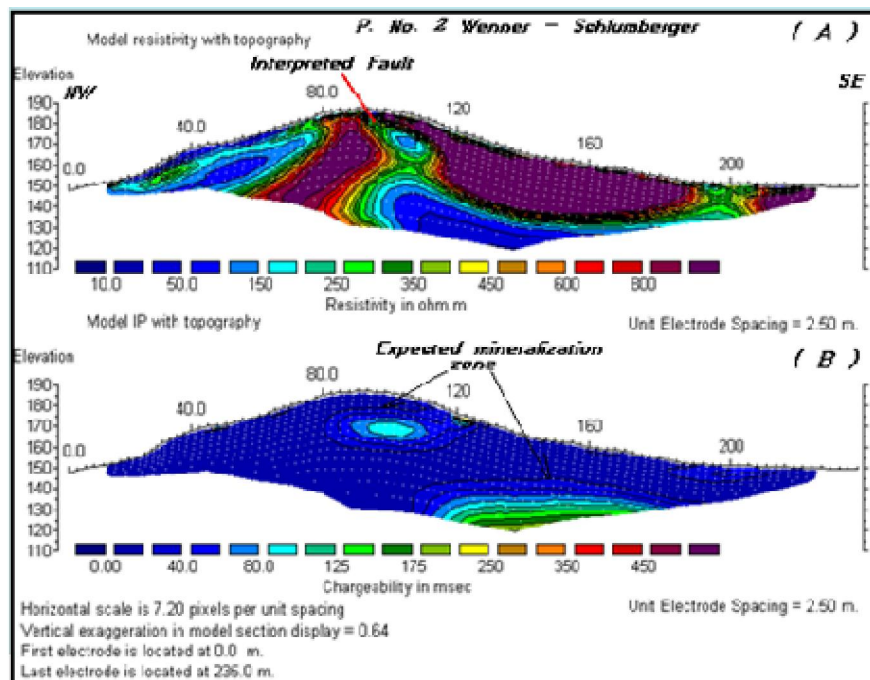 P. No. 2 Wenner – Schlumberger
( A )
Model resistivity with topography
Interpreted Fault
Elevation
NW
SE
190
180
170
160
150
140
130
120
110
0.0
40.0
80.0
120
160
200
10.0 50.0 150 250 350 450 600 800
Resistivity in ohm m
Unit Electrode Spacing = 2.50 m.
Model IP with topography
Expected mineralization
zone
( B )
Elevation
190
180
170
160
150
140
130
120
110
0.0
40.0
80.0
120
160
200
0.00 40.0 80.0 125 175 250 350 450
Chargeability in msec
Unit Electrode Spacing = 2.50 m.
Horizontal scale is 7.20 pixels per unit spacing
Vertical exaggeration in model section display = 0.64
First electrode is located at 0.0 m.
Last electrode is located at 236.0 m.